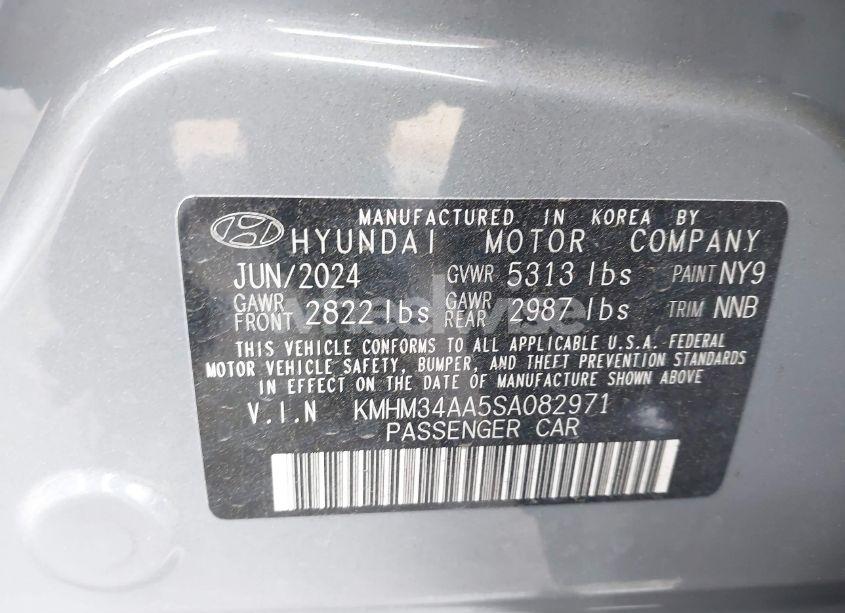 MANUFACTURED IN KOREA BY
HYUNDAI MOTOR COMPANY
JUN/2024 GVWR 5313 lbs PAINT NY9
GAWR FRONT 2822 lbs GAWR REAR 2987 lbs TRIM NNB
THIS VEHICLE CONFORMS TO ALL APPLICABLE U.S.A. FEDERAL
MOTOR VEHICLE SAFETY, BUMPER, AND THEFT PREVENTION STANDARDS
IN EFFECT ON THE DATE OF MANUFACTURE SHOWN ABOVE
V.I.N KMHM34AA5SA082971
PASSENGER CAR